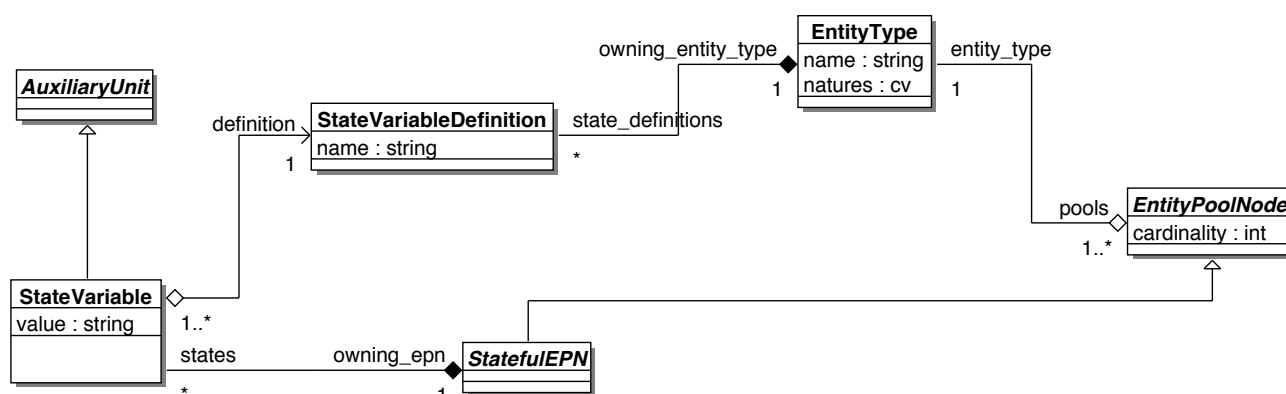 EntityType
owning_entity_type
entity_type
name : string
natures : cv
1
1
AuxiliaryUnit
definition
StateVariableDefinition
state_definitions
name : string
1
*
pools
EntityPoolNode
cardinality : int
1..*
StateVariable
value : string
1..*
states
owning_epn
StatefulEPN
*
1